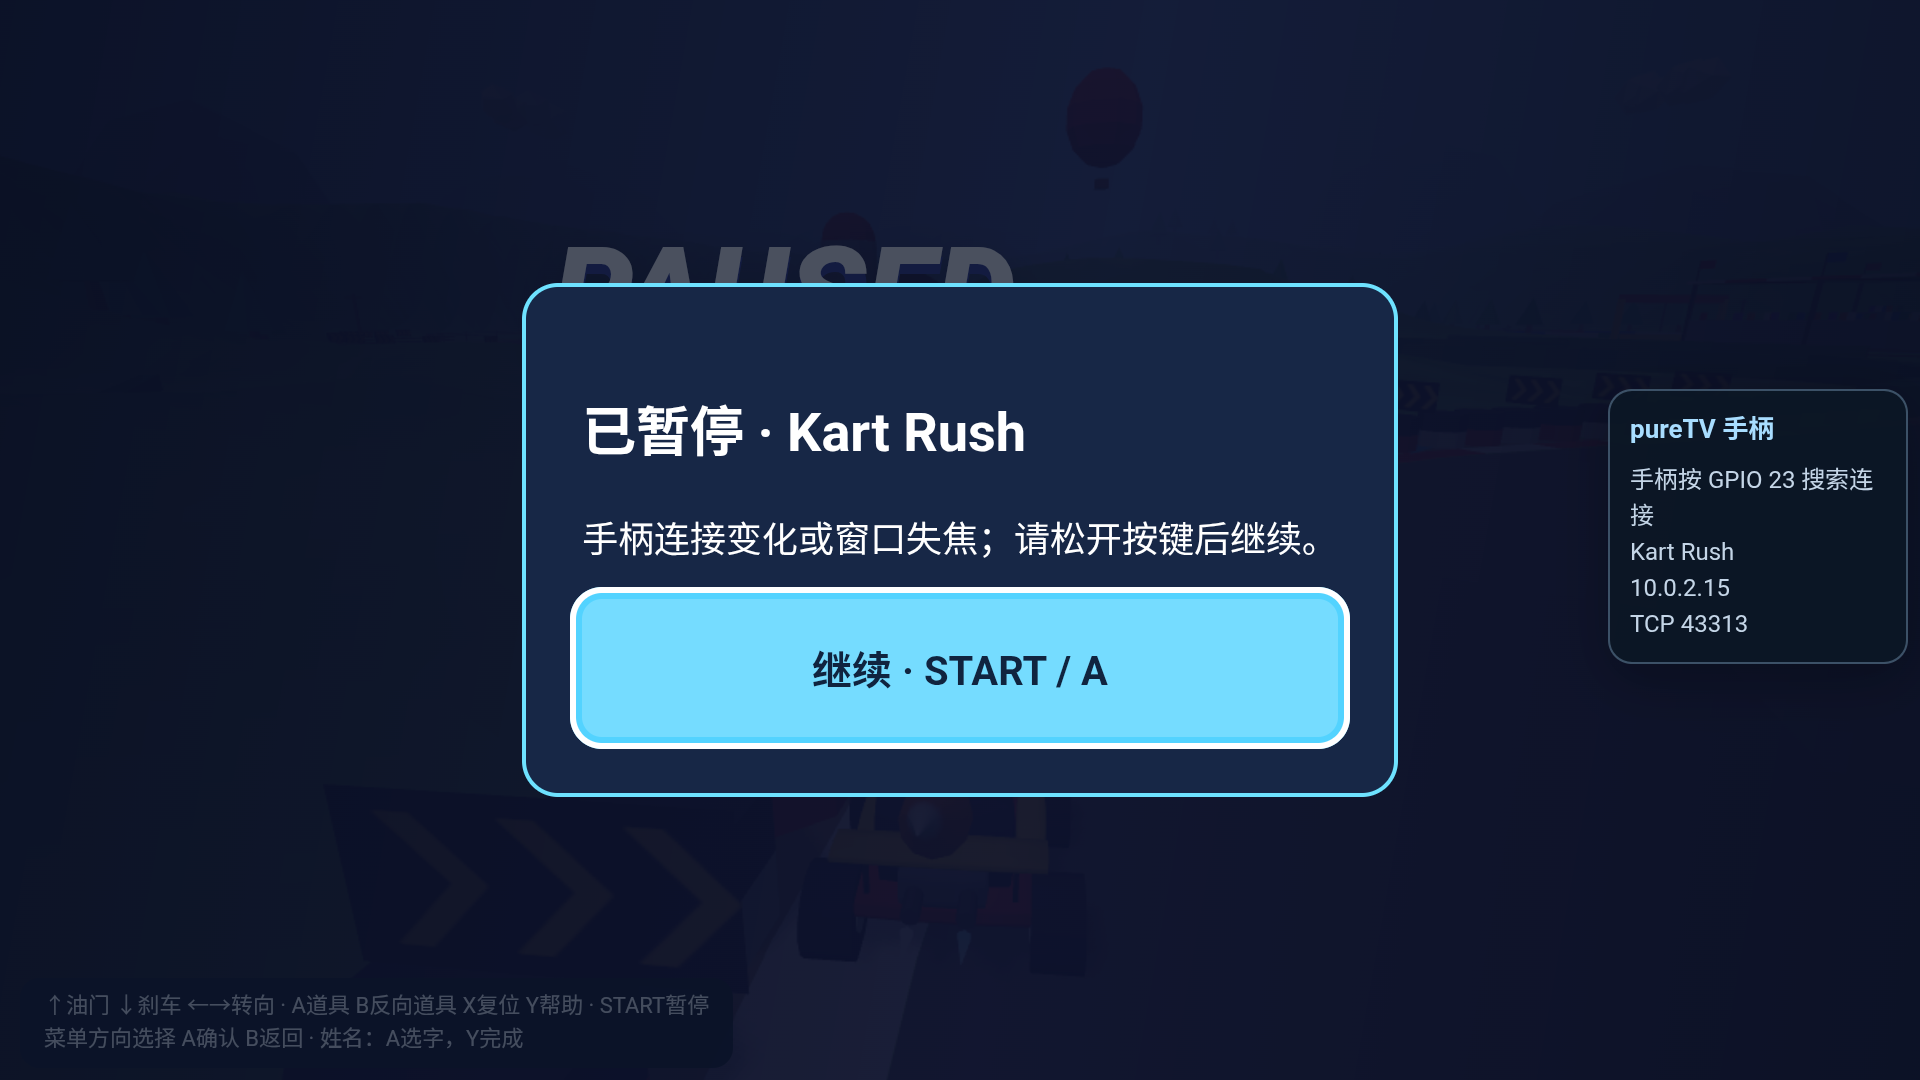 PAUSED
已暂停 · Kart Rush
手柄连接变化或窗口失焦；请松开按键后继续。
继续 · START / A
pureTV 手柄
手柄按 GPIO 23 搜索连
接
Kart Rush
10.0.2.15
TCP 43313
↑油门 ↓刹车 ←→转向 · A道具 B反向道具 X复位 Y帮助 · START暂停
菜单方向选择 A确认 B返回 · 姓名：A选字，Y完成